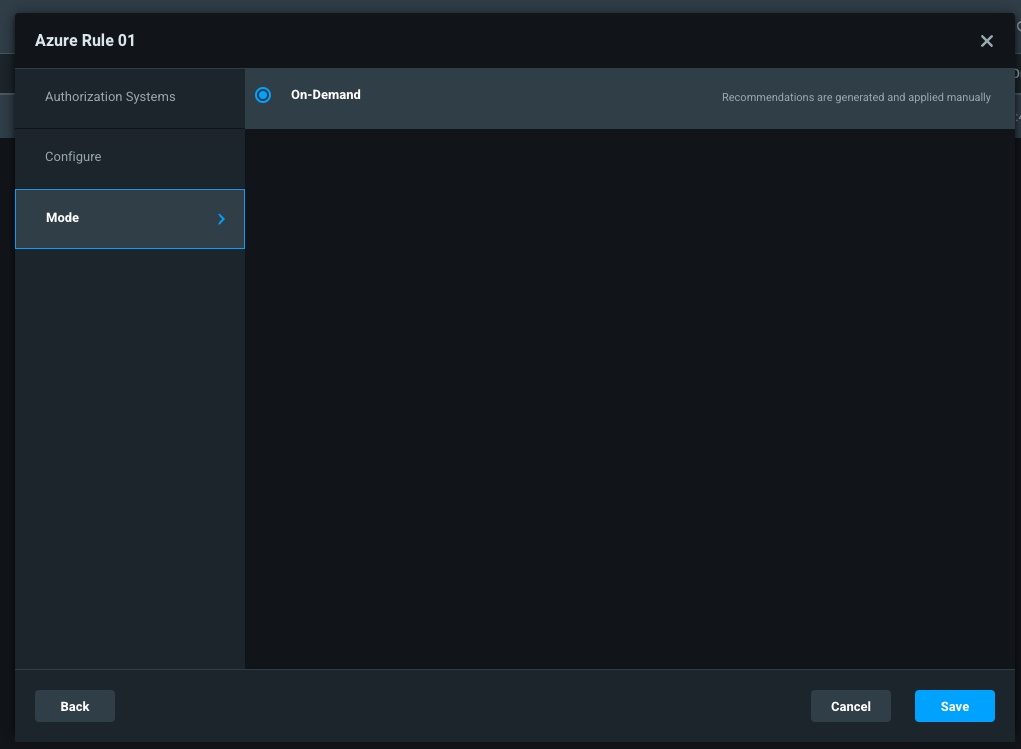 Azure Rule 01
Authorization Systems
On-Demand
Recommendations are generated and applied manually
Configure
Mode
Back
Cancel
Save